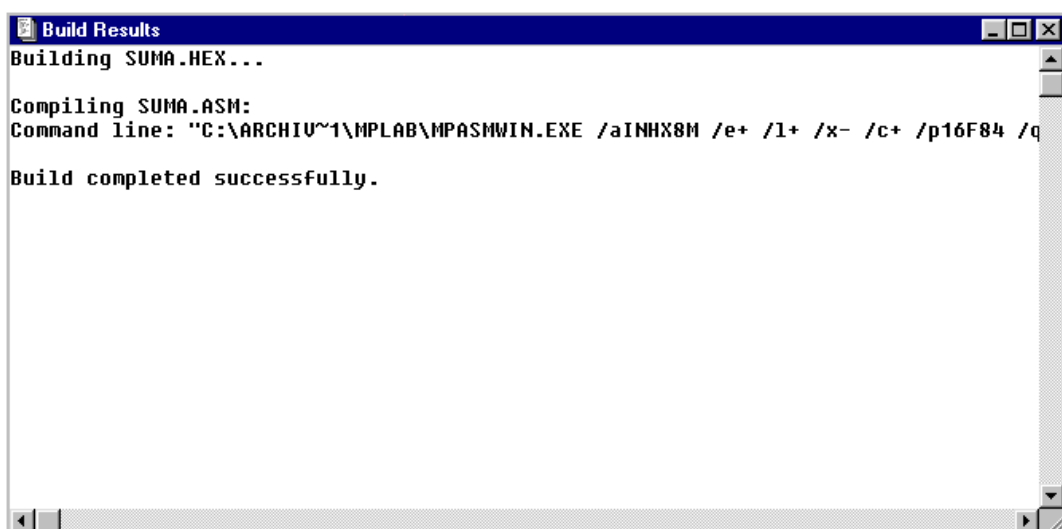 Build Results
Building SUMA.HEX...
Compiling SUMA.ASM:
Command line: "C:\ARCHIV~1\MPLAB\MPASMWIN.EXE /aINHX8M /e+ /l+ /x- /c+ /p16F84 /q
Build completed successfully.